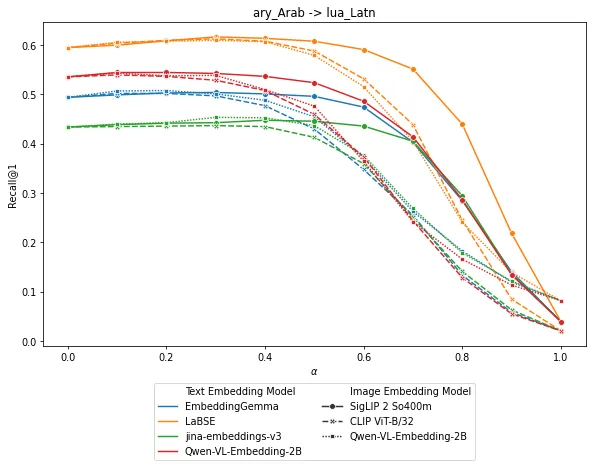 ary_Arab -> lua_Latn
Recall@1
0.6
0.5
0.4
0.3
0.2
0.1
0.0
0.0 0.2 0.4 0.6 0.8 1.0
α
Text Embedding Model Image Embedding Model
EmbeddingGemma SigLIP 2 So400m
LaBSE CLIP ViT-B/32
jina-embeddings-v3 Qwen-VL-Embedding-2B
Qwen-VL-Embedding-2B